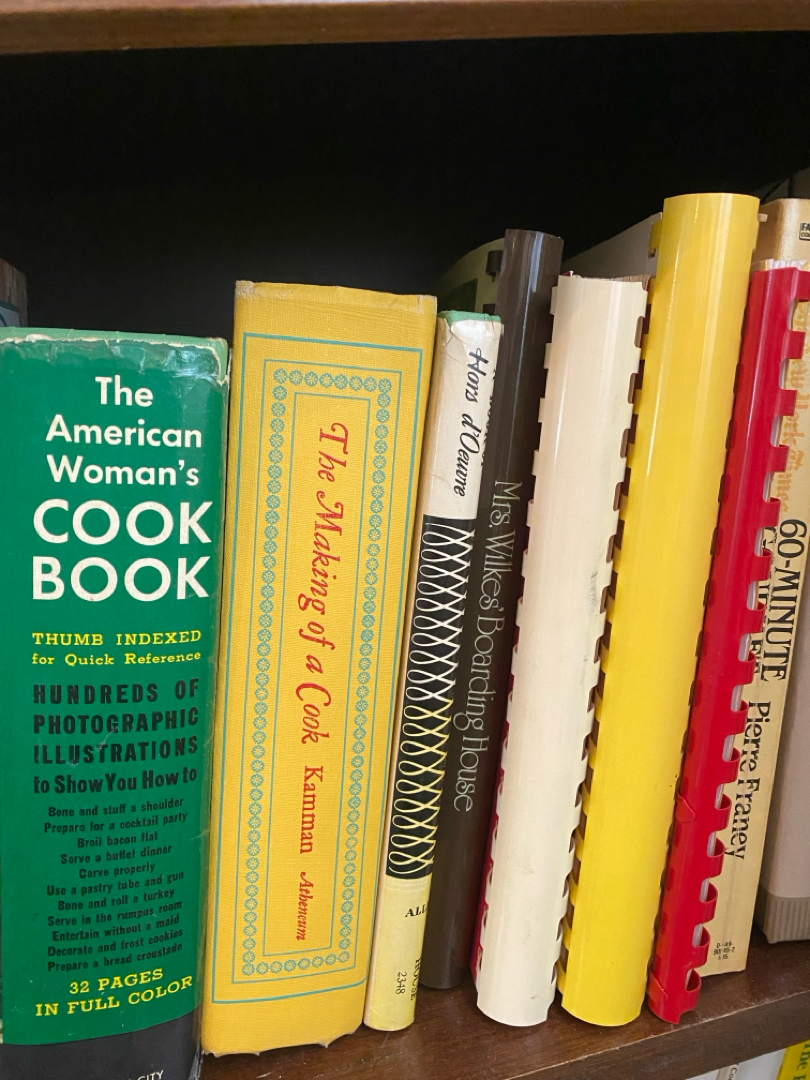 The
American
Woman's
COOK
BOOK
THUMB INDEXED
for Quick Reference
HUNDREDS OF
PHOTOGRAPHIC
ILLUSTRATIONS
to Show You How to
Bone and stuff a shoulder
Prepare for a cocktail party
Broil bacon flat
Serve a buffet dinner
Carve properly
Use a pastry tube and gun
Bone and roll a turkey
Serve in the rumpus room
Entertain without a maid
Decorate and frost cookies
Prepare a bread croustade
32 PAGES
IN FULL COLOR
CITY
The Making of a Cook Kamman Atheneum
Hors d'Oeuvre
2348
Mrs. Wilkes' Boarding House
60-MINUTE
Pierre Franey